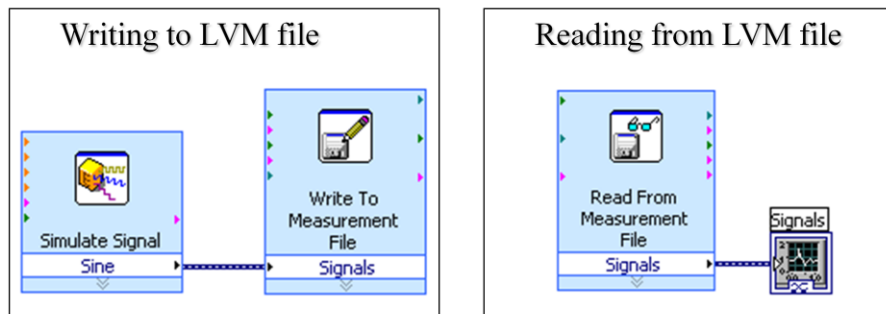 Writing to LVM file
Simulate Signal
Sine
Write To
Measurement
File
Signals
Reading from LVM file
Read From
Measurement
File
Signals
Signals